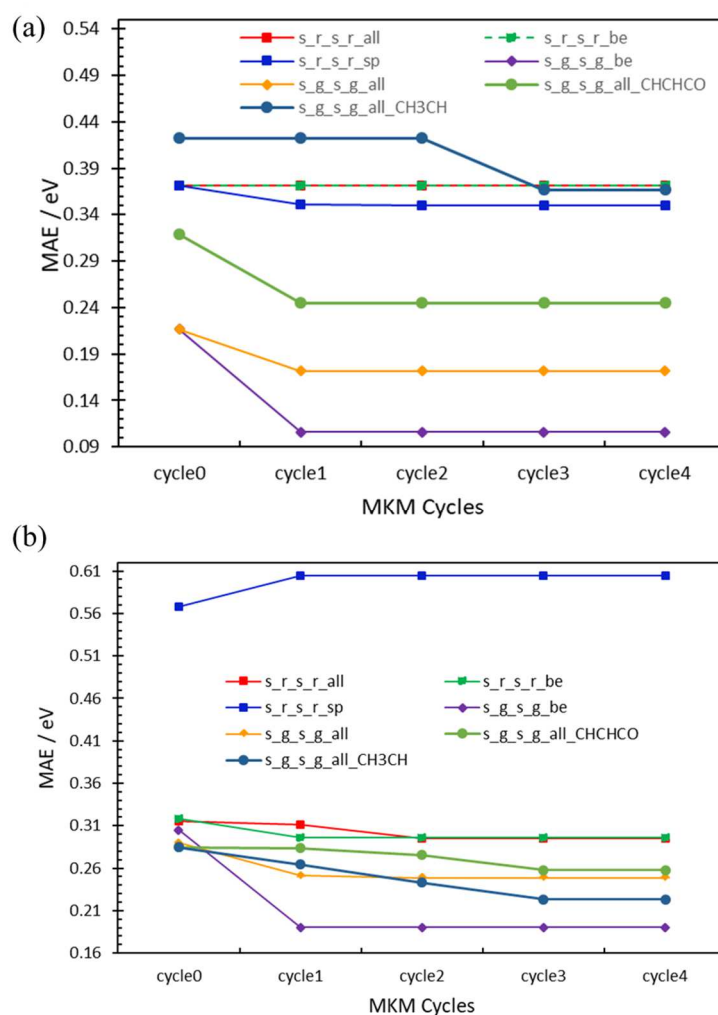 (a)
0.54
s_r_s_r_all
s_r_s_r_be
0.49
s_r_s_r_sp
s_g_s_g_be
s_g_s_g_all
s_g_s_g_all_CHCHCO
0.44
s_g_s_g_all_CH3CH
0.39
0.34
0.29
0.24
0.19
0.14
0.09
MAE / eV
cycle0 cycle1 cycle2 cycle3 cycle4
MKM Cycles
(b)
0.61
0.56
0.51
0.46
s_r_s_r_all
s_r_s_r_be
s_r_s_r_sp
s_g_s_g_be
0.41
s_g_s_g_all
s_g_s_g_all_CHCHCO
s_g_s_g_all_CH3CH
0.36
0.31
0.26
0.21
0.16
MAE / eV
cycle0 cycle1 cycle2 cycle3 cycle4
MKM Cycles